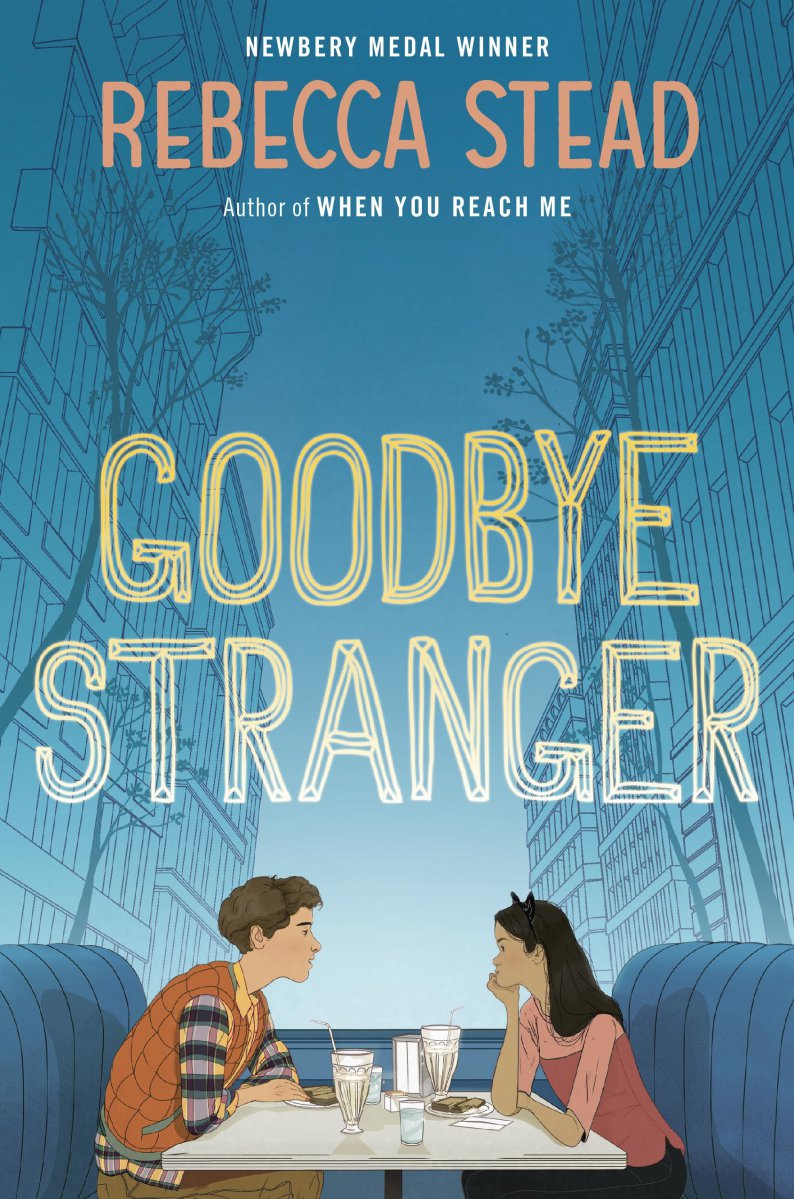 NEWBERY MEDAL WINNER
REBECCA STEAD
Author of WHEN YOU REACH ME
GOODBYE
STRANGER